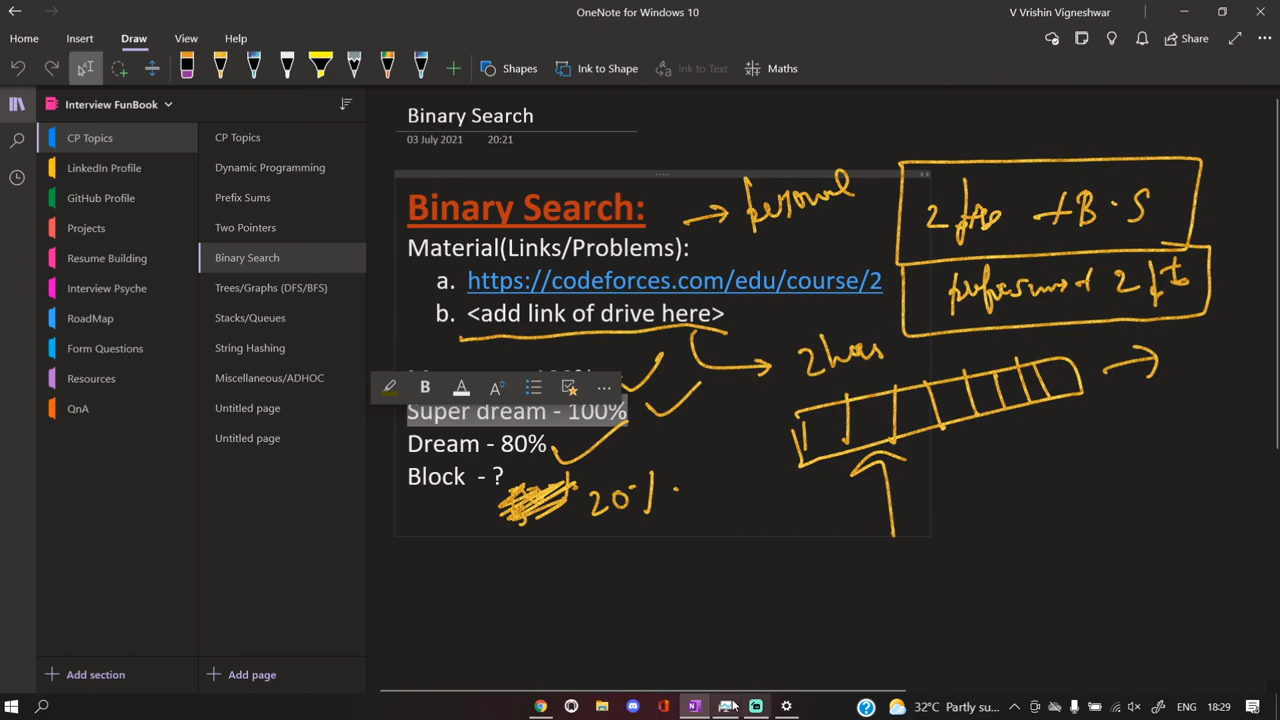 OneNote for Windows 10
V Vrishin Vigneshwar
Home
Insert
Draw
View
Help
Share
Shapes
Ink to Shape
Ink to Text
Maths
Interview FunBook
CP Topics
LinkedIn Profile
GitHub Profile
Projects
Resume Building
Interview Psyche
RoadMap
Form Questions
Resources
QnA
Add section
CP Topics
Dynamic Programming
Prefix Sums
Two Pointers
Binary Search
Trees/Graphs (DFS/BFS)
Stacks/Queues
String Hashing
Miscellaneous/ADHOC
Untitled page
Untitled page
Add page
Binary Search
03 July 2021 20:21
Binary Search:
personal
Material(Links/Problems):
a. https://codeforces.com/edu/course/2
b. <add link of drive here>
2 hours
B
Super dream - 100%
Dream - 80%
Block - ?
20%
+ B.S
2
32°C Partly su...
ENG
18:29